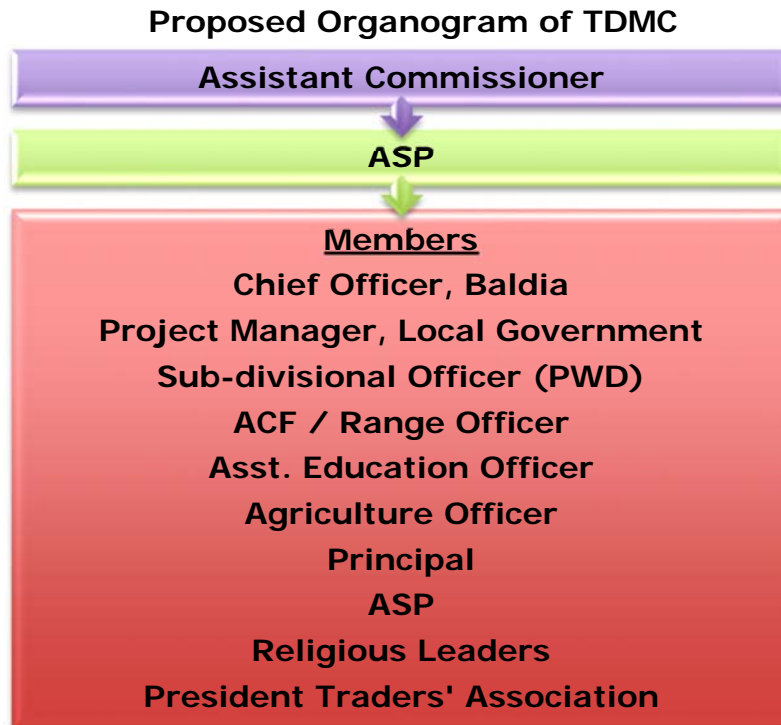 Proposed Organogram of TDMC
Assistant Commissioner
ASP
Members
Chief Officer, Baldia
Project Manager, Local Government
Sub-divisional Officer (PWD)
ACF / Range Officer
Asst. Education Officer
Agriculture Officer
Principal
ASP
Religious Leaders
President Traders' Association